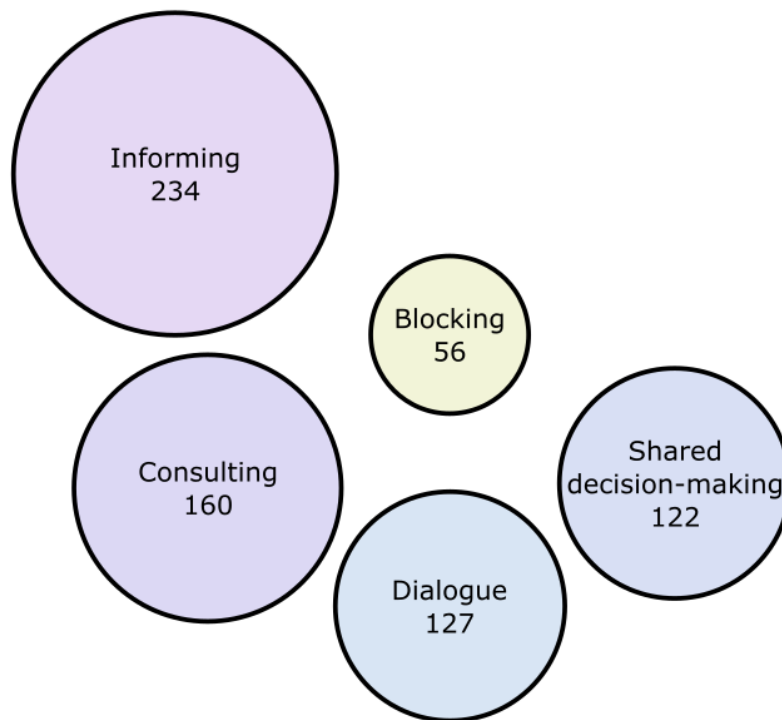 Informing
234
Blocking
56
Consulting
160
Shared
decision-making
122
Dialogue
127